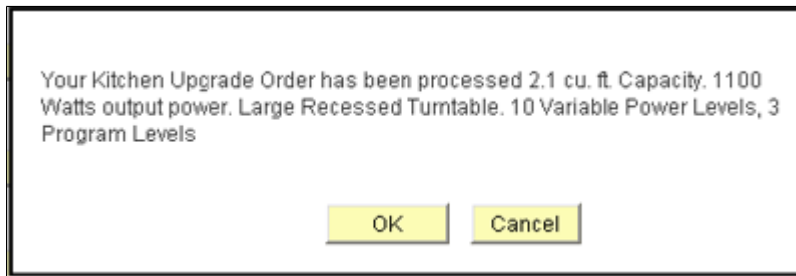 Your Kitchen Upgrade Order has been processed 2.1 cu. ft. Capacity. 1100
Watts output power. Large Recessed Turntable. 10 Variable Power Levels, 3
Program Levels
OK Cancel